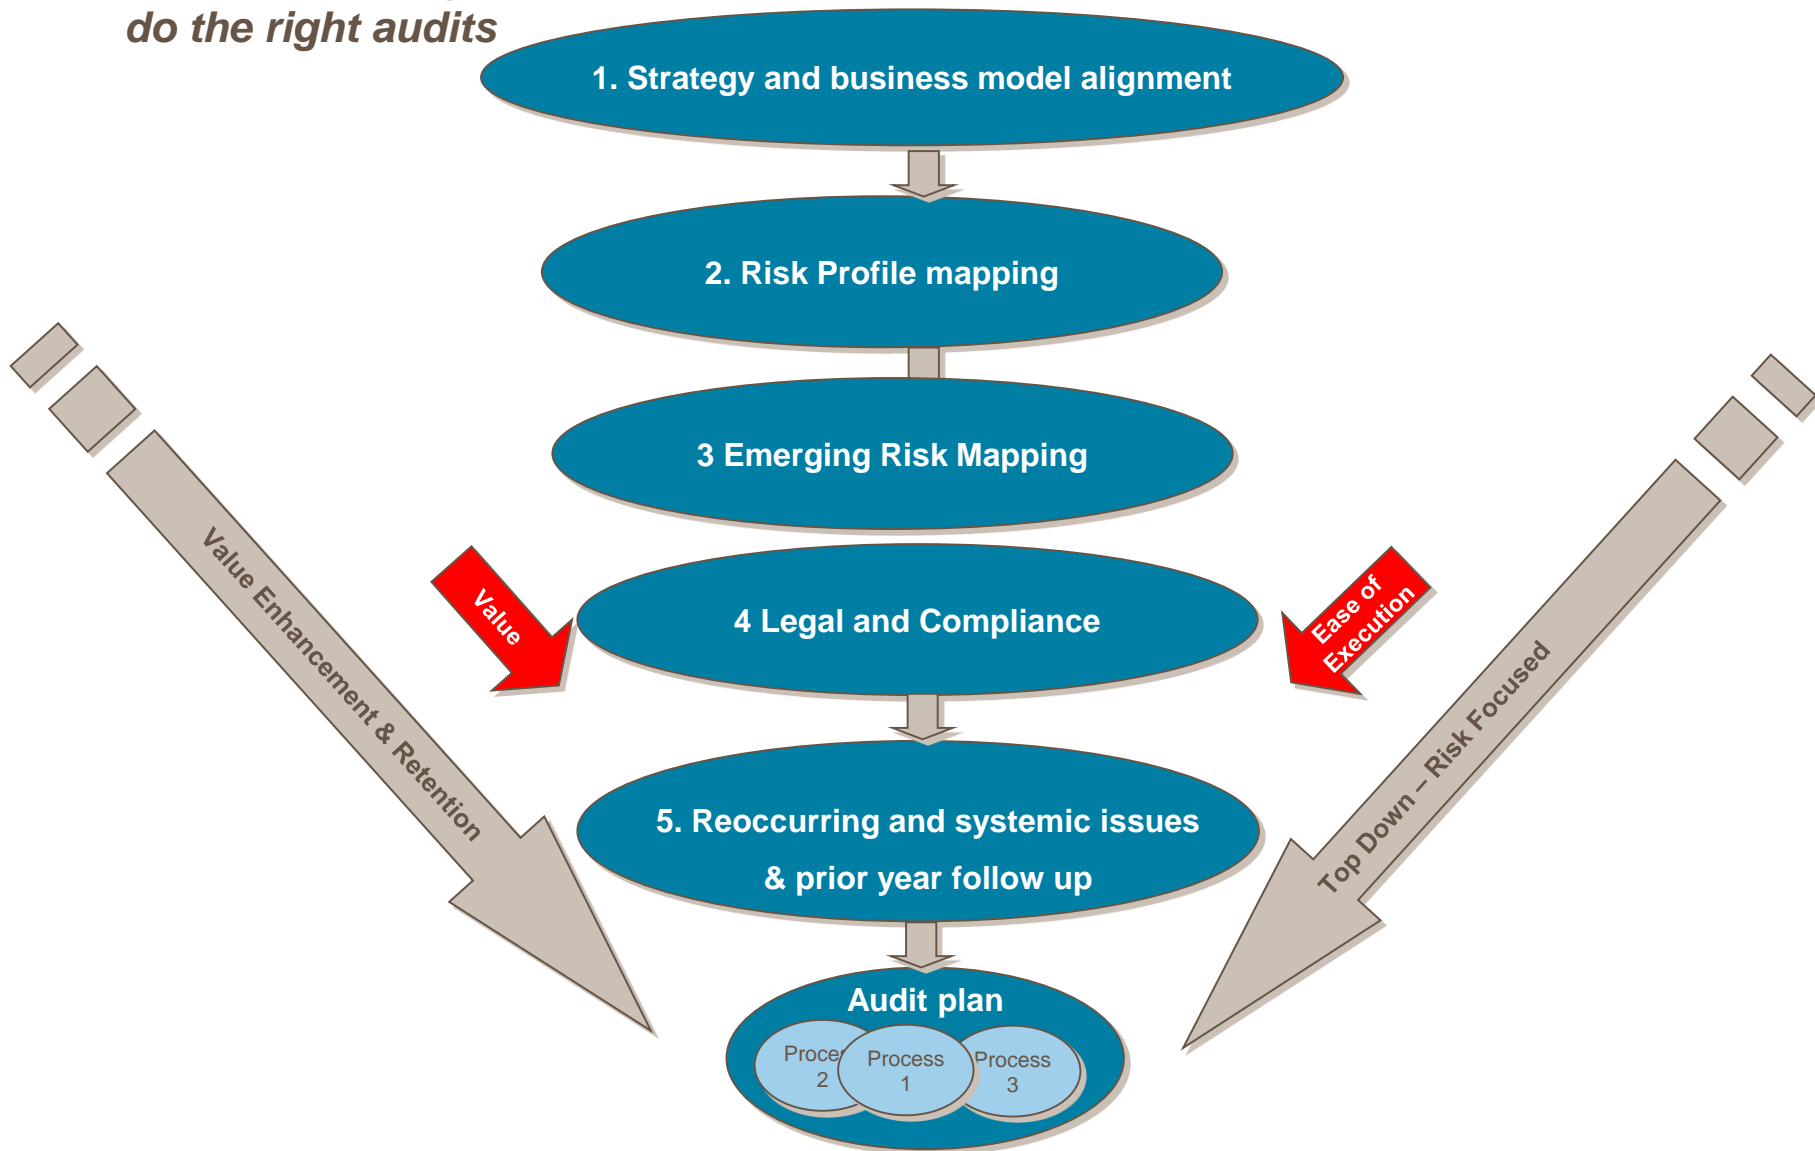 do the right audits
1. Strategy and business model alignment
2. Risk Profile mapping
3 Emerging Risk Mapping
Value Enhancement & Retention
Value
4 Legal and Compliance
Ease of
Execution
Top Down – Risk Focused
5. Reoccurring and systemic issues
& prior year follow up
Audit plan
Process
2
Process
1
Process
3